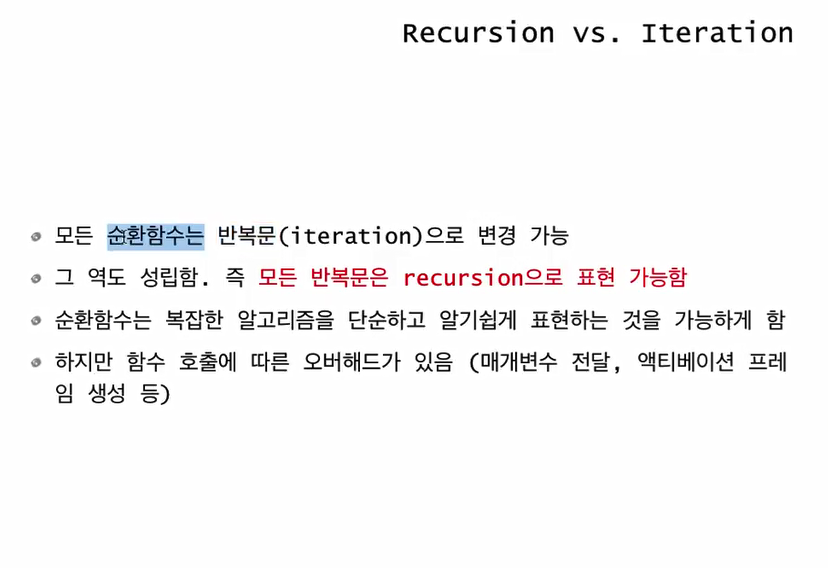 Recursion vs. Iteration
모든 순환함수는 반복문(iteration)으로 변경 가능
그 역도 성립함. 즉 모든 반복문은 recursion으로 표현 가능함
순환함수는 복잡한 알고리즘을 단순하고 알기쉽게 표현하는 것을 가능하게 함
하지만 함수 호출에 따른 오버해드가 있음 (매개변수 전달, 액티베이션 프레
임 생성 등)